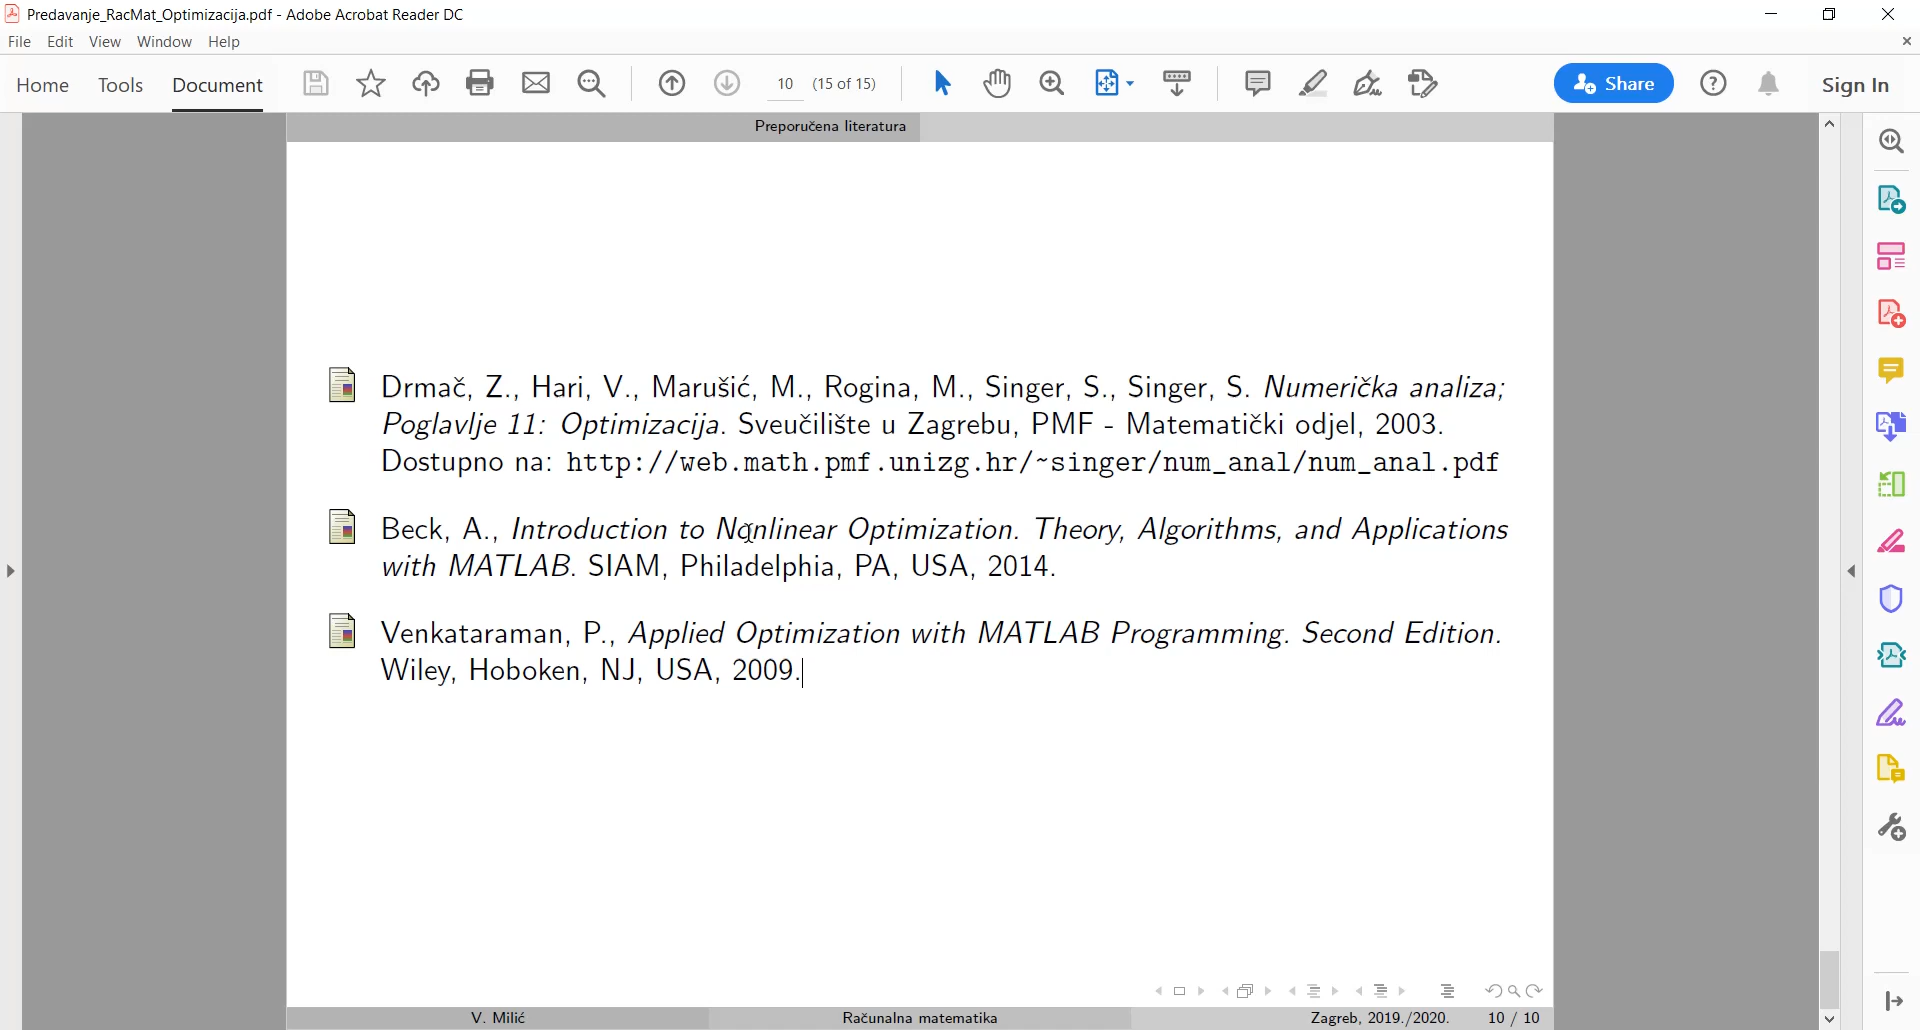 Predavanje_RacMat_Optimizacija.pdf - Adobe Acrobat Reader DC
File Edit View Window Help
Home Tools Document 10 (15 of 15) Share Sign In
Preporučena literatura
Drmač, Z., Hari, V., Marušić, M., Rogina, M., Singer, S., Singer, S. Numerička analiza;
Poglavlje 11: Optimizacija. Sveučilište u Zagrebu, PMF - Matematički odjel, 2003.
Dostupno na: http://web.math.pmf.unizg.hr/~singer/num_anal/num_anal.pdf
Beck, A., Introduction to Nonlinear Optimization. Theory, Algorithms, and Applications
with MATLAB. SIAM, Philadelphia, PA, USA, 2014.
Venkataraman, P., Applied Optimization with MATLAB Programming. Second Edition.
Wiley, Hoboken, NJ, USA, 2009.
V. Milić Računalna matematika Zagreb, 2019./2020. 10 / 10